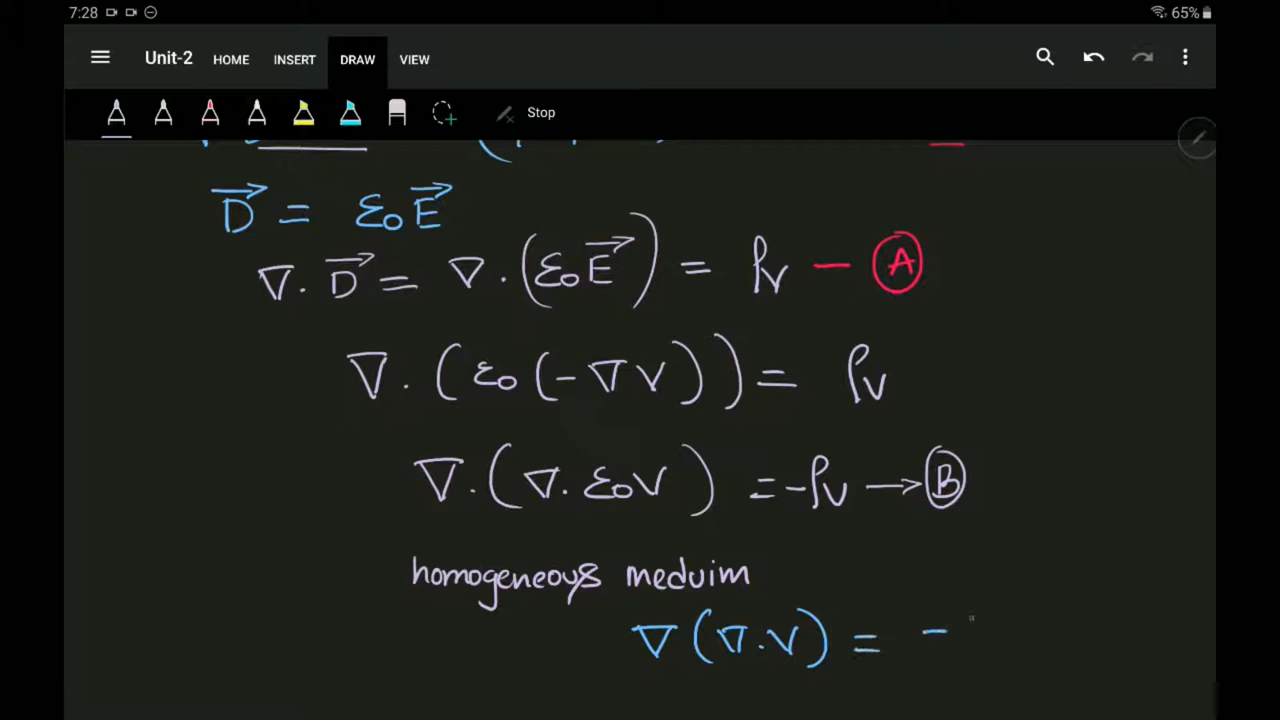 7:28 65%
Unit-2 HOME INSERT DRAW VIEW
Stop
D⃗ = ε₀E⃗
∇. D⃗ = ∇.(ε₀E⃗) = ρv – Ⓐ
∇.(ε₀(-∇V)) = ρv
∇.(∇.ε₀V) = -ρv → Ⓑ
homogeneous meduim
∇(∇.V) = -